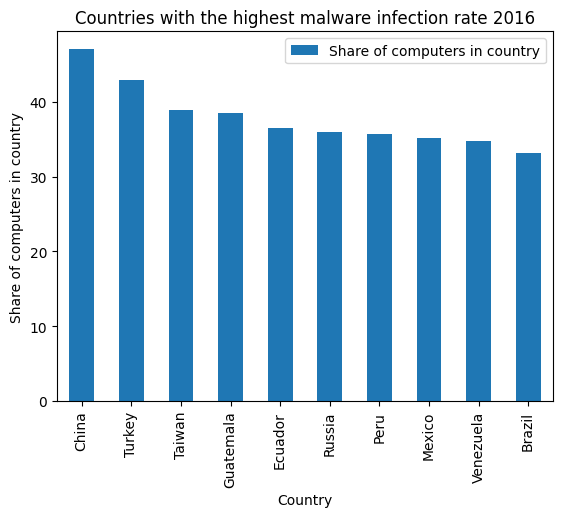 Countries with the highest malware infection rate 2016
Share of computers in country
Share of computers in country
40
30
20
10
0
China
Turkey
Taiwan
Guatemala
Ecuador
Russia
Peru
Mexico
Venezuela
Brazil
Country